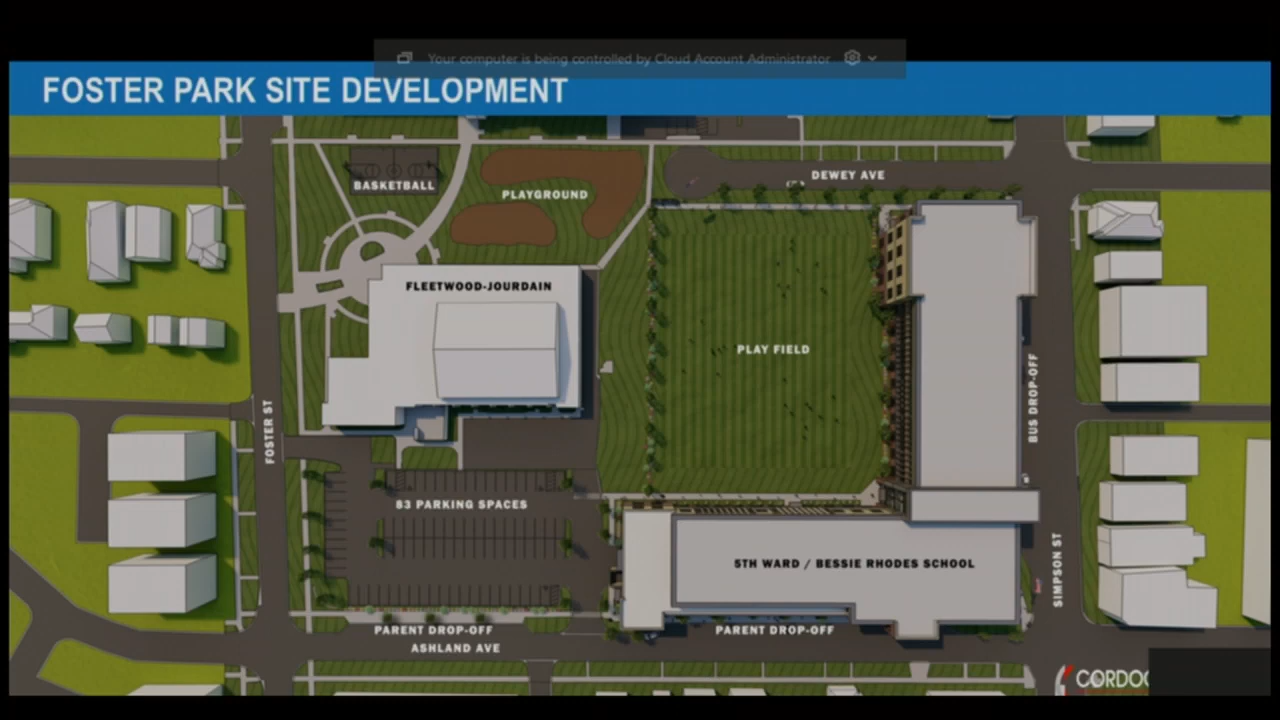 Your computer is being controlled by Cloud Account Administrator
FOSTER PARK SITE DEVELOPMENT
DEWEY AVE
BASKETBALL
PLAYGROUND
FLEETWOOD-JOURDAIN
PLAY FIELD
BUS DROP-OFF
FOSTER ST
83 PARKING SPACES
5TH WARD / BESSIE RHODES SCHOOL
SIMPSON ST
PARENT DROP-OFF
PARENT DROP-OFF
ASHLAND AVE